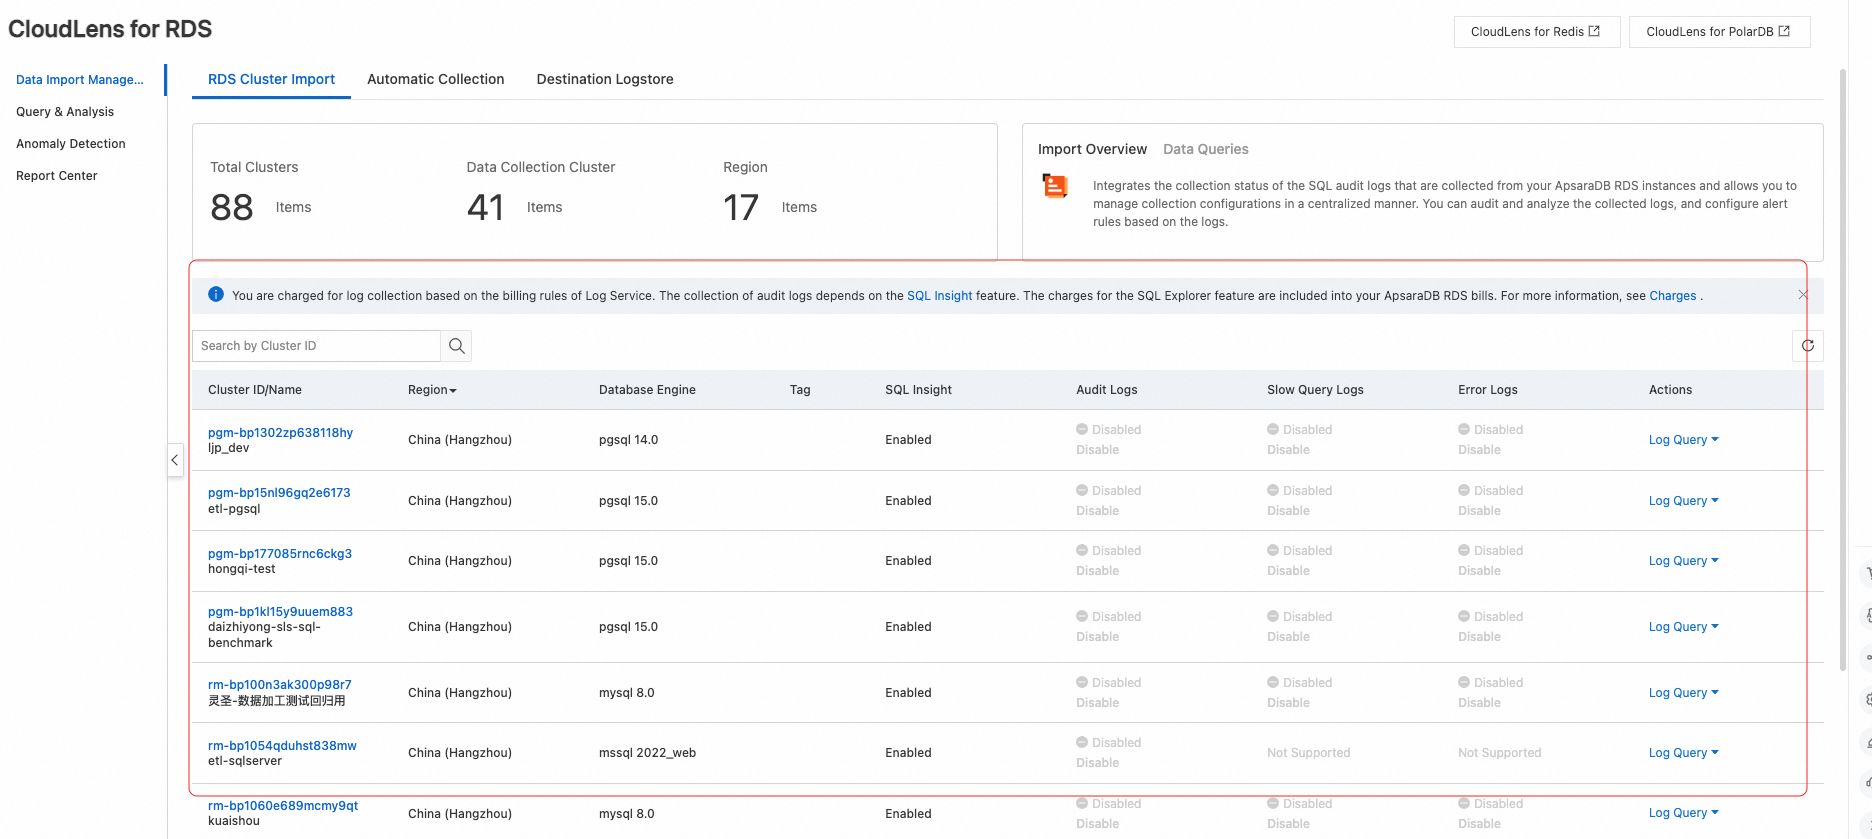 CloudLens for RDS
CloudLens for Redis
CloudLens for PolarDB
Data Import Manage...
Query & Analysis
Anomaly Detection
Report Center
RDS Cluster Import
Automatic Collection
Destination Logstore
Total Clusters
88 Items
Data Collection Cluster
41 Items
Region
17 Items
Import Overview
Data Queries
Integrates the collection status of the SQL audit logs that are collected from your ApsaraDB RDS instances and allows you to
manage collection configurations in a centralized manner. You can audit and analyze the collected logs, and configure alert
rules based on the logs.
You are charged for log collection based on the billing rules of Log Service. The collection of audit logs depends on the SQL Insight feature. The charges for the SQL Explorer feature are included into your ApsaraDB RDS bills. For more information, see Charges .
Search by Cluster ID
Cluster ID/Name Region Database Engine Tag SQL Insight Audit Logs Slow Query Logs Error Logs Actions
pgm-bp1302zp638118hy
ljp_dev
China (Hangzhou) pgsql 14.0 Enabled
Disabled Disabled Disabled
Disable Disable Disable
Log Query
pgm-bp15nl96gq2e6173
etl-pgsql
China (Hangzhou) pgsql 15.0 Enabled
Disabled Disabled Disabled
Disable Disable Disable
Log Query
pgm-bp177085rnc6ckg3
hongqi-test
China (Hangzhou) pgsql 15.0 Enabled
Disabled Disabled Disabled
Disable Disable Disable
Log Query
pgm-bp1kl15y9uuem883
daizhiyong-sls-sql-
benchmark
China (Hangzhou) pgsql 15.0 Enabled
Disabled Disabled Disabled
Disable Disable Disable
Log Query
rm-bp100n3ak300p98r7
灵圣-数据加工测试回归用
China (Hangzhou) mysql 8.0 Enabled
Disabled Disabled Disabled
Disable Disable Disable
Log Query
rm-bp1054qduhst838mw
etl-sqlserver
China (Hangzhou) mssql 2022_web Enabled
Disabled
Disable
Not Supported Not Supported
Log Query
rm-bp1060e689mcmy9qt
kuaishou
China (Hangzhou) mysql 8.0 Enabled
Disabled Disabled Disabled
Disable Disable Disable
Log Query